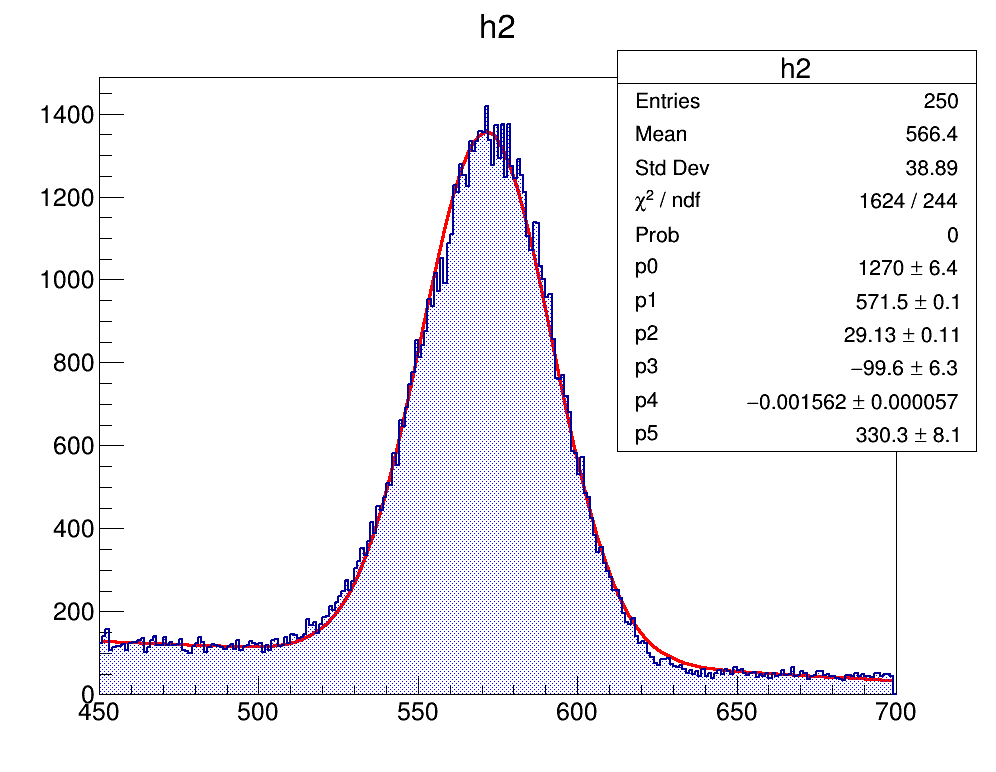 h2
h2
Entries 250
Mean 566.4
Std Dev 38.89
χ² / ndf 1624 / 244
Prob 0
p0 1270 ± 6.4
p1 571.5 ± 0.1
p2 29.13 ± 0.11
p3 −99.6 ± 6.3
p4 −0.001562 ± 0.000057
p5 330.3 ± 8.1
1400
1200
1000
800
600
400
200
0
450 500 550 600 650 700